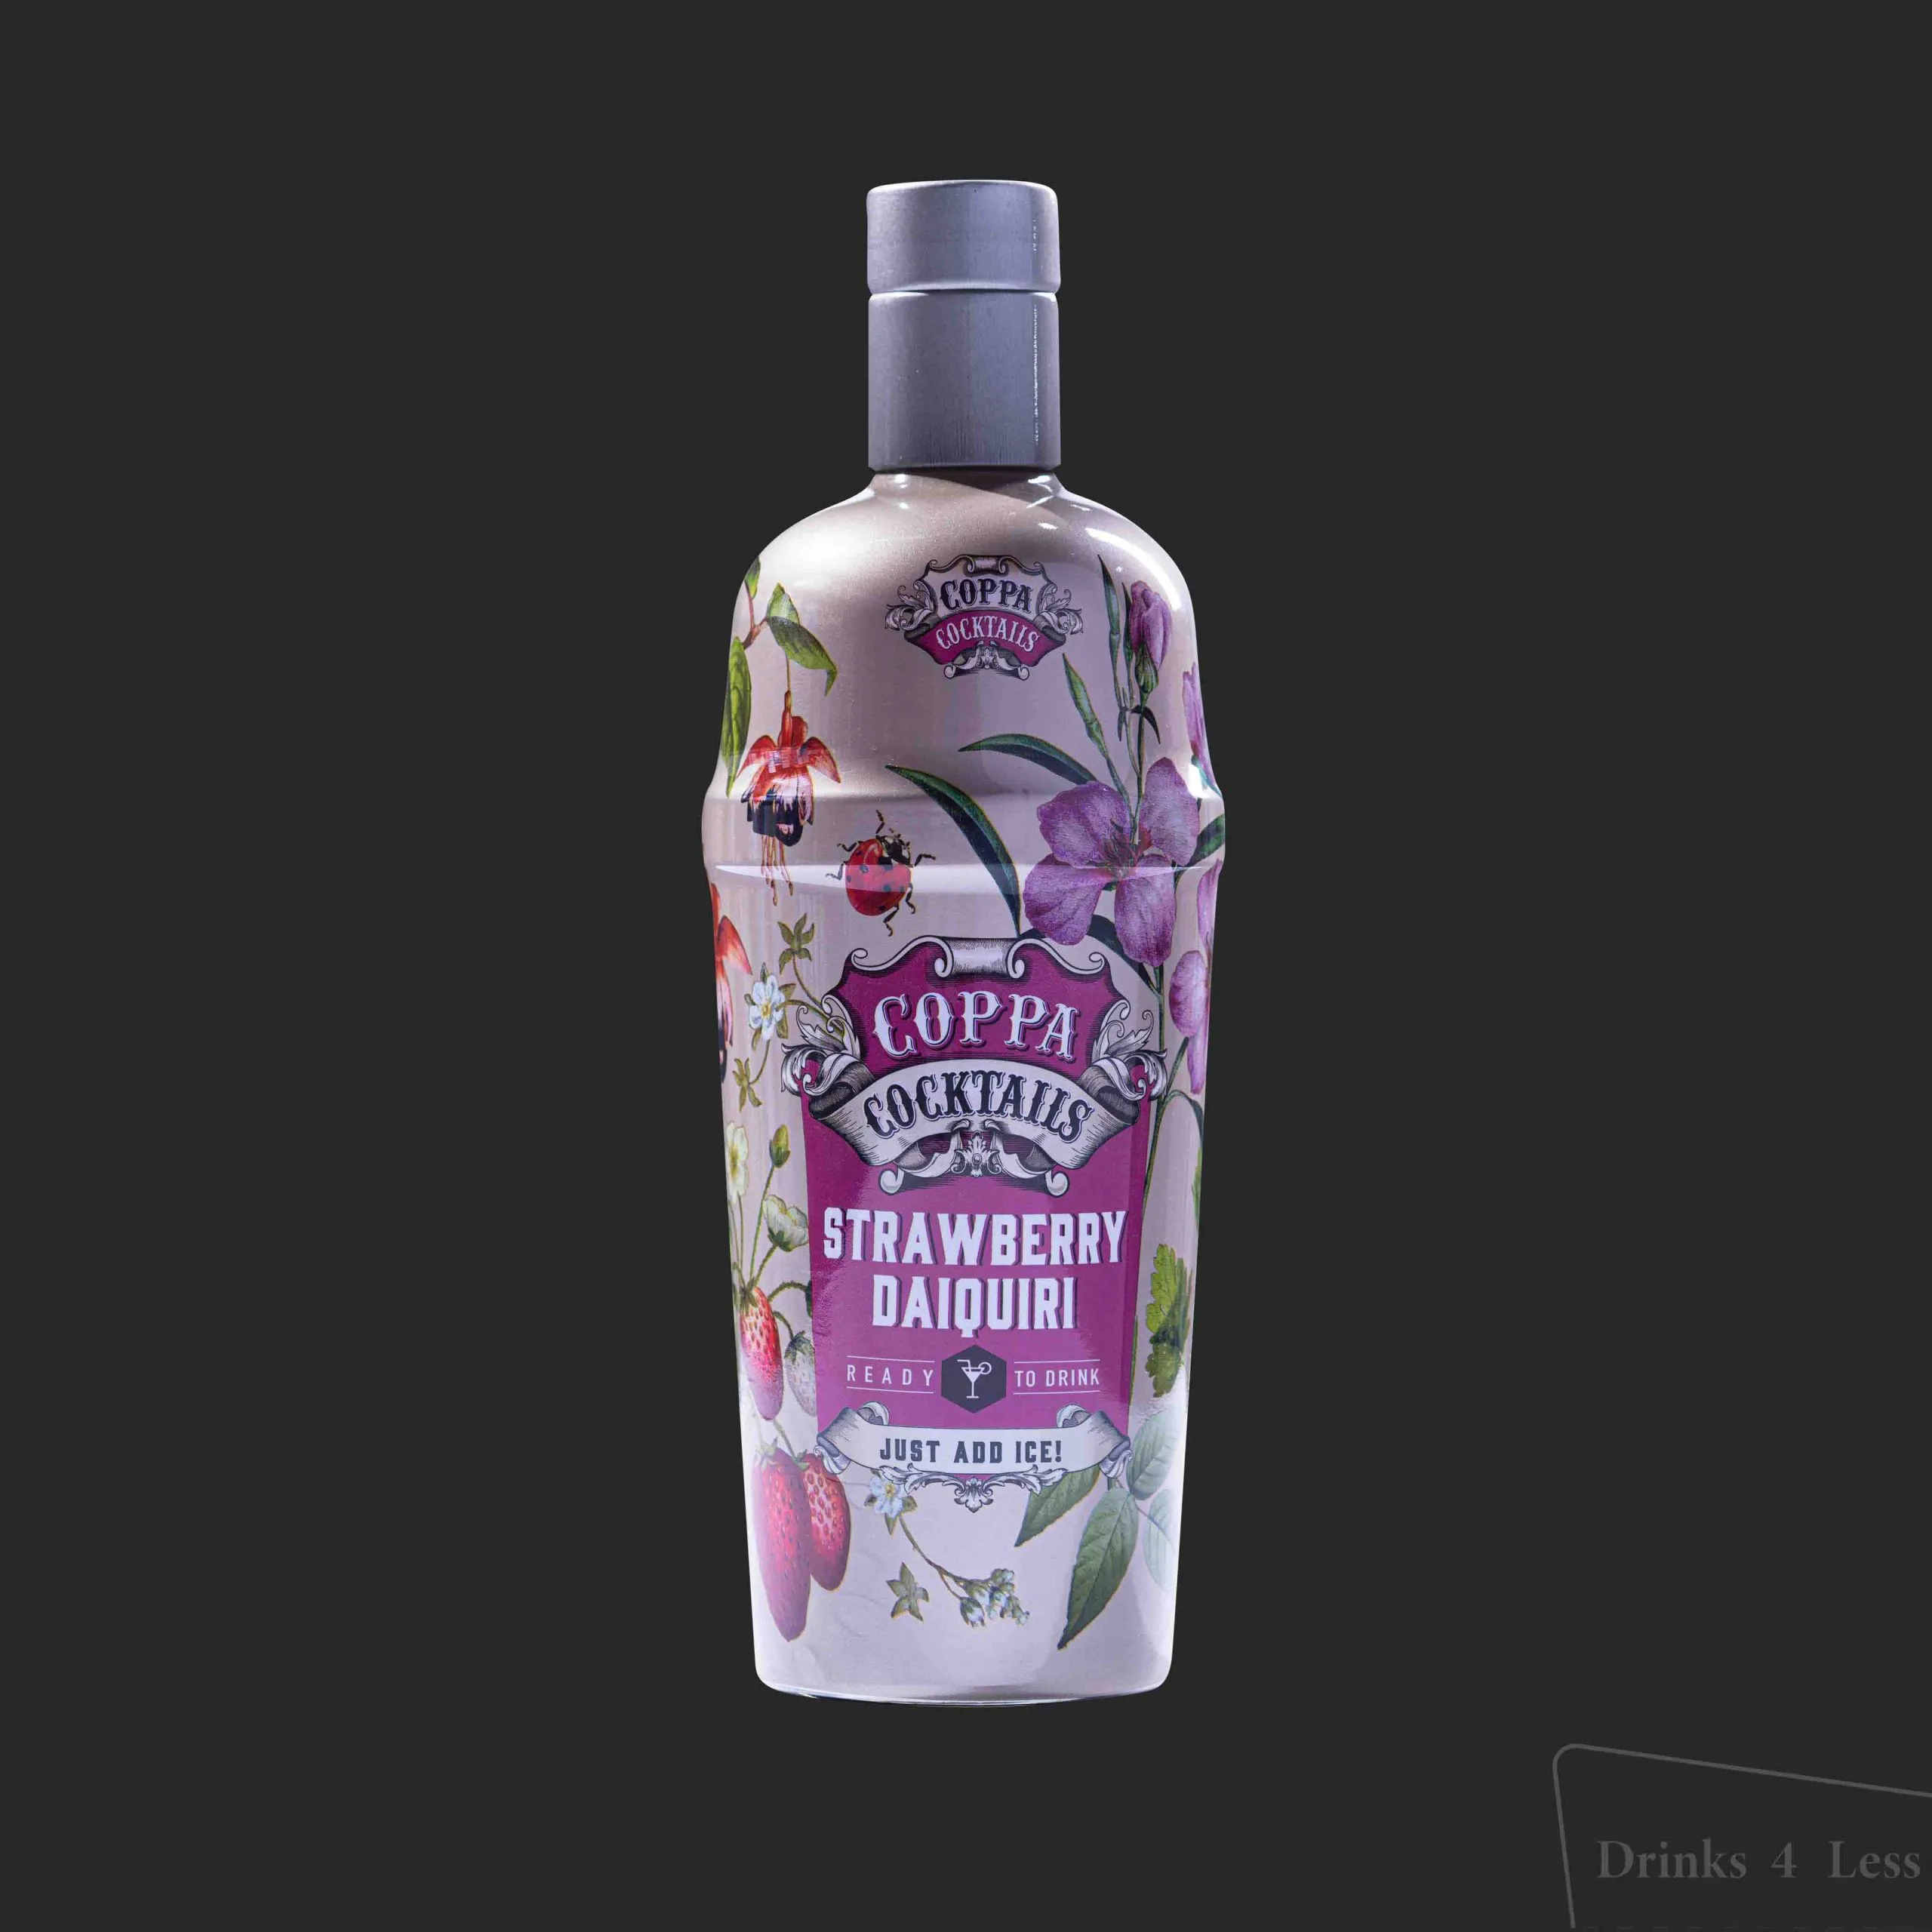 COPPA
COCKTAILS
COPPA
COCKTAILS
STRAWBERRY
DAIQUIRI
READY TO DRINK
JUST ADD ICE!
Drinks 4 Less